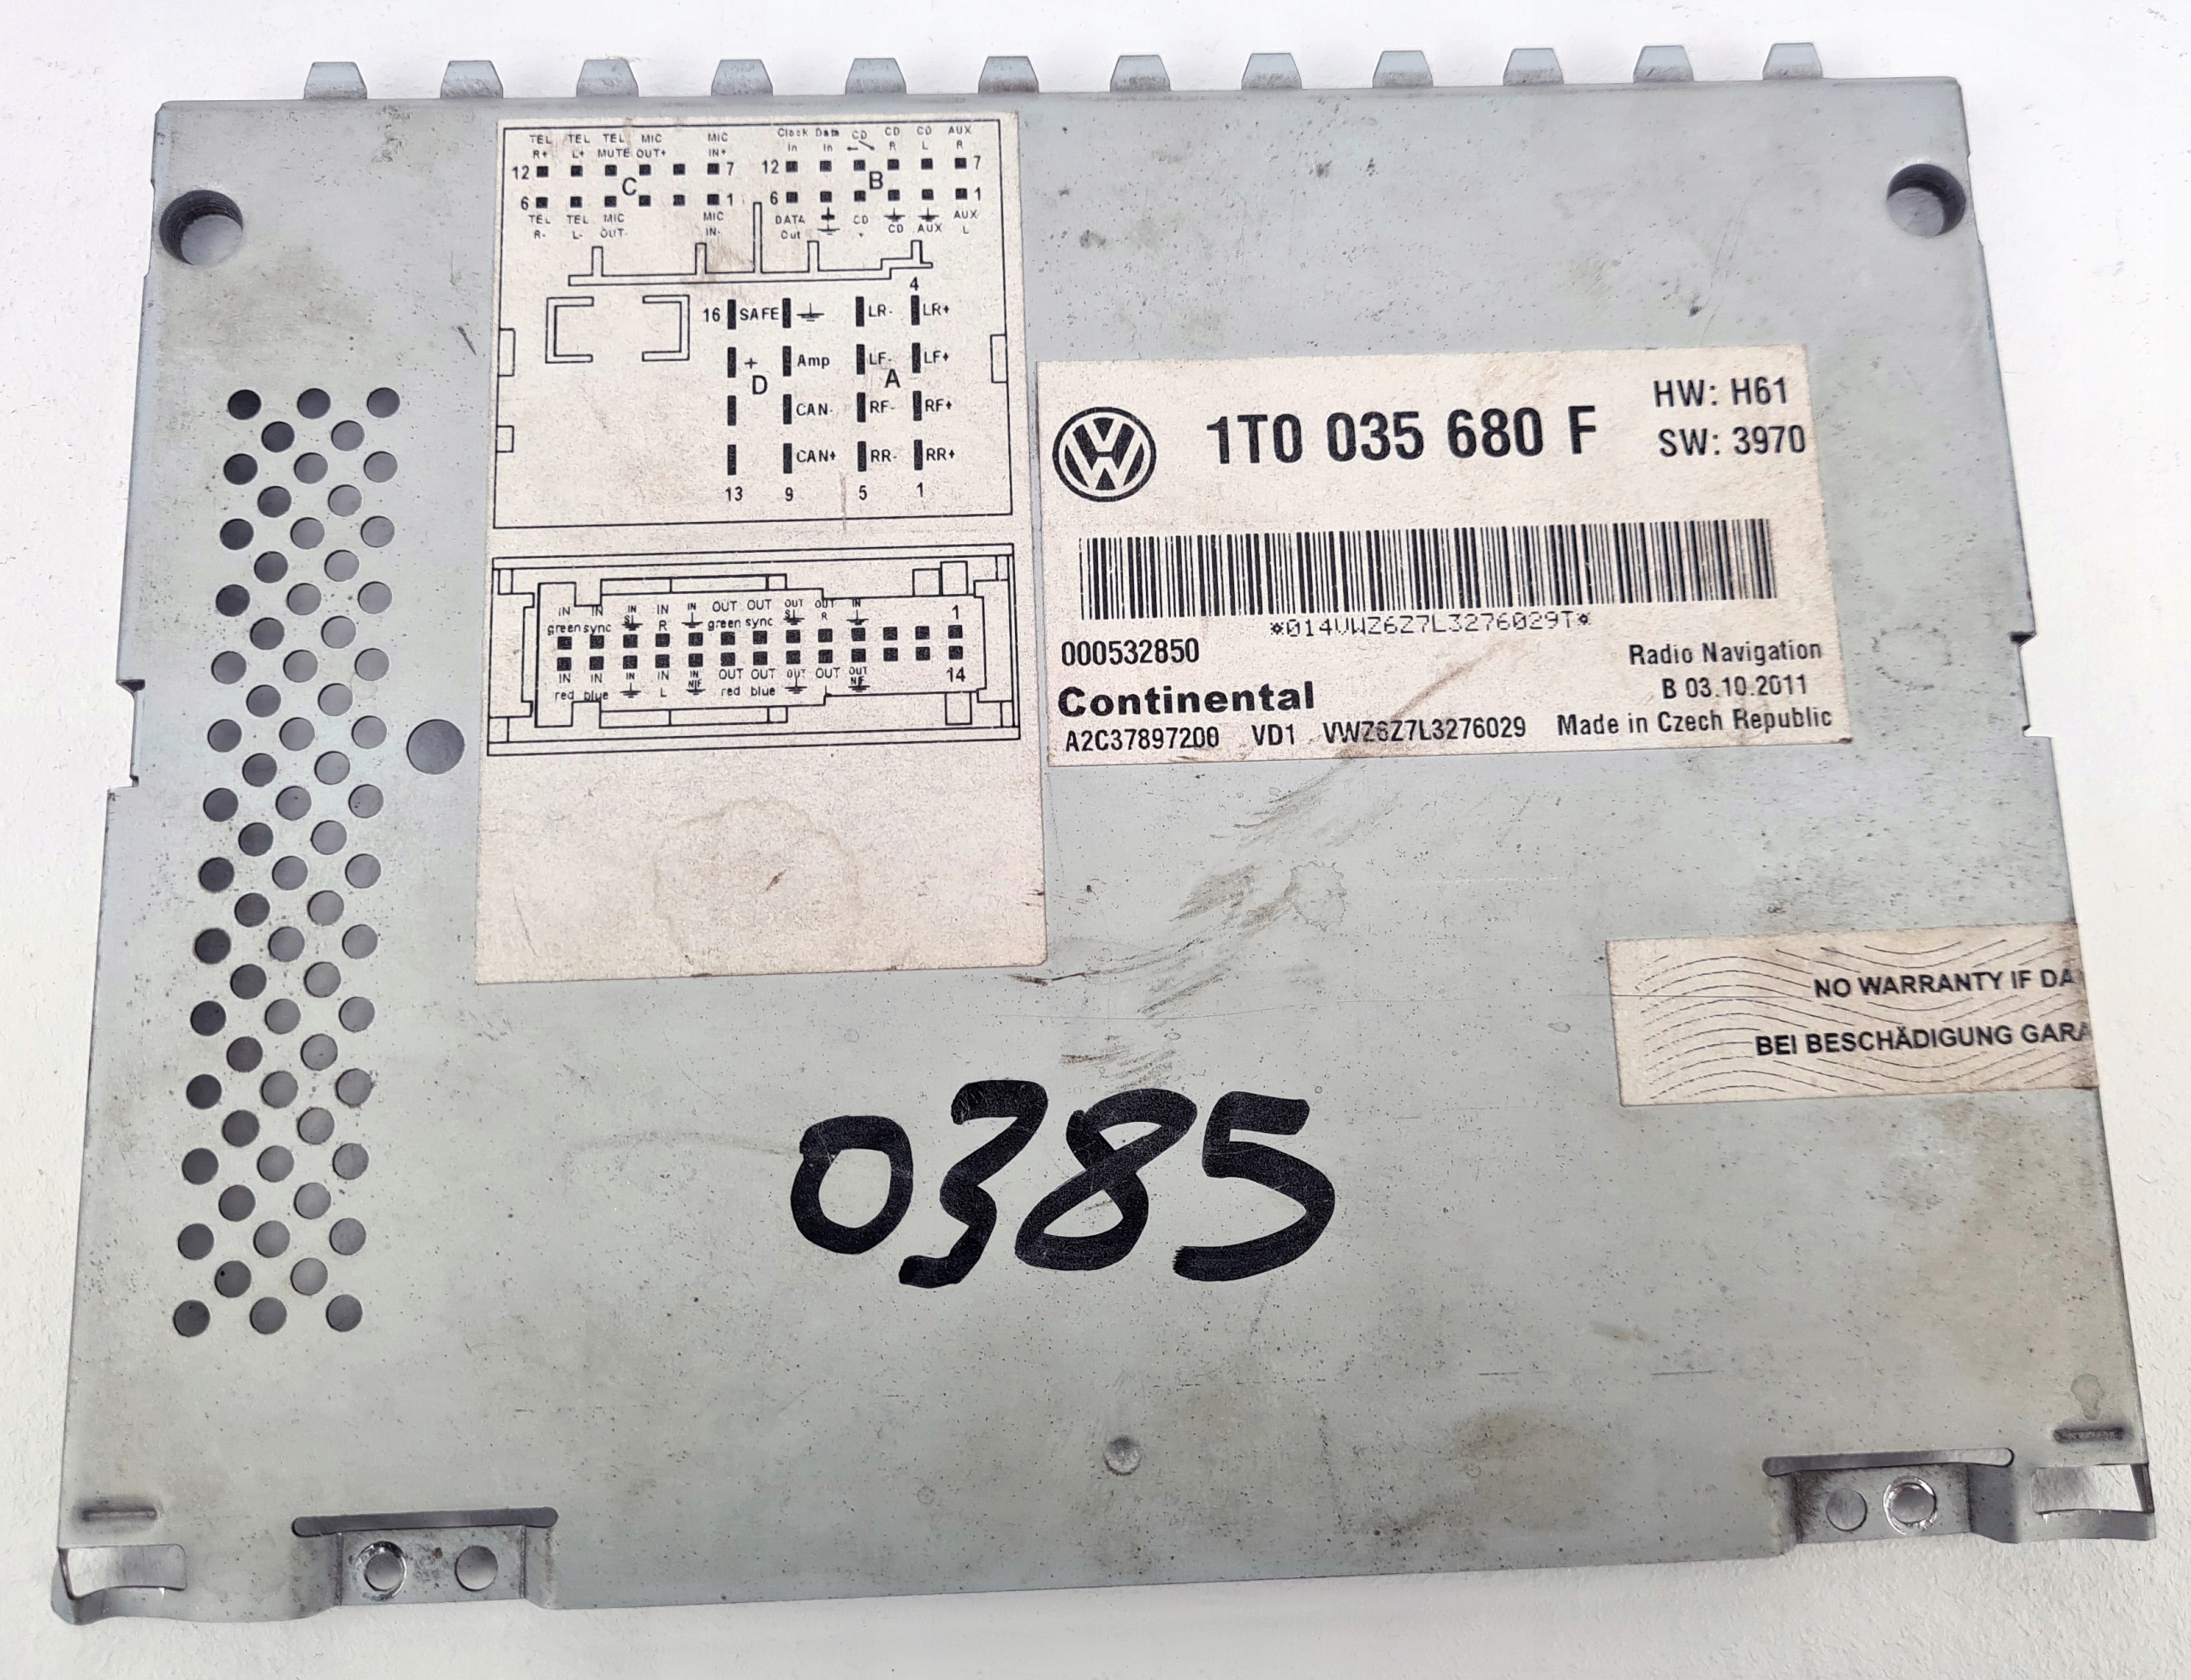 TEL TEL TEL MIC MIC
R+ L+ MUTE OUT+ IN+
12 7
C
6 1
TEL TEL MIC MIC
R- L- OUT- IN-
Clock Data CD CD CD AUX
In In R L R
12 7
B
6 1
DATA CD AUX
Out + CD AUX L
4
16 SAFE LR- LR+
+ Amp LF- LF+
D A
CAN- RF- RF+
CAN+ RR- RR+
13 9 5 1
IN IN IN IN IN OUT OUT OUT OUT IN 1
green sync SL R green sync SL R
IN IN IN IN IN OUT OUT OUT OUT OUT 14
red blue L NF red blue NF
1T0 035 680 F
HW: H61
SW: 3970
*014VWZ6Z7L3276029T*
000532850
Radio Navigation
Continental
B 03.10.2011
A2C37897200 VD1 VWZ6Z7L3276029 Made in Czech Republic
NO WARRANTY IF DA
BEI BESCHÄDIGUNG GARA
0385